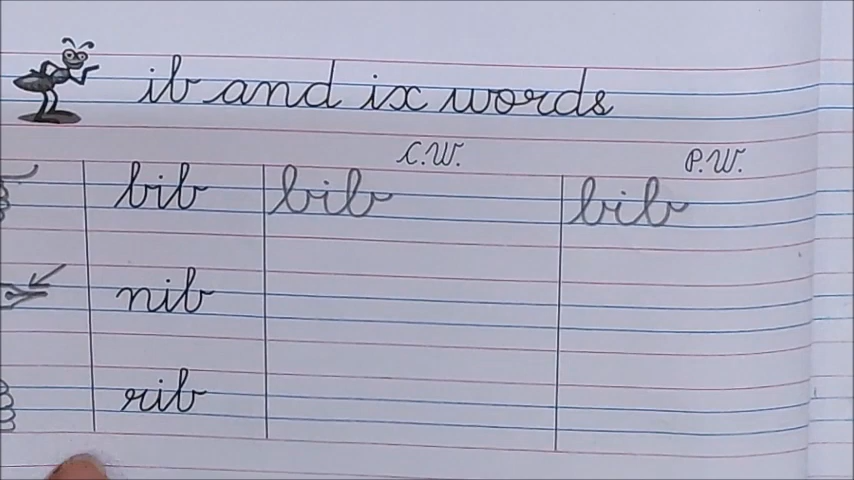 ib and ix words
C.W. P.W.
bib bib bib
nib
rib